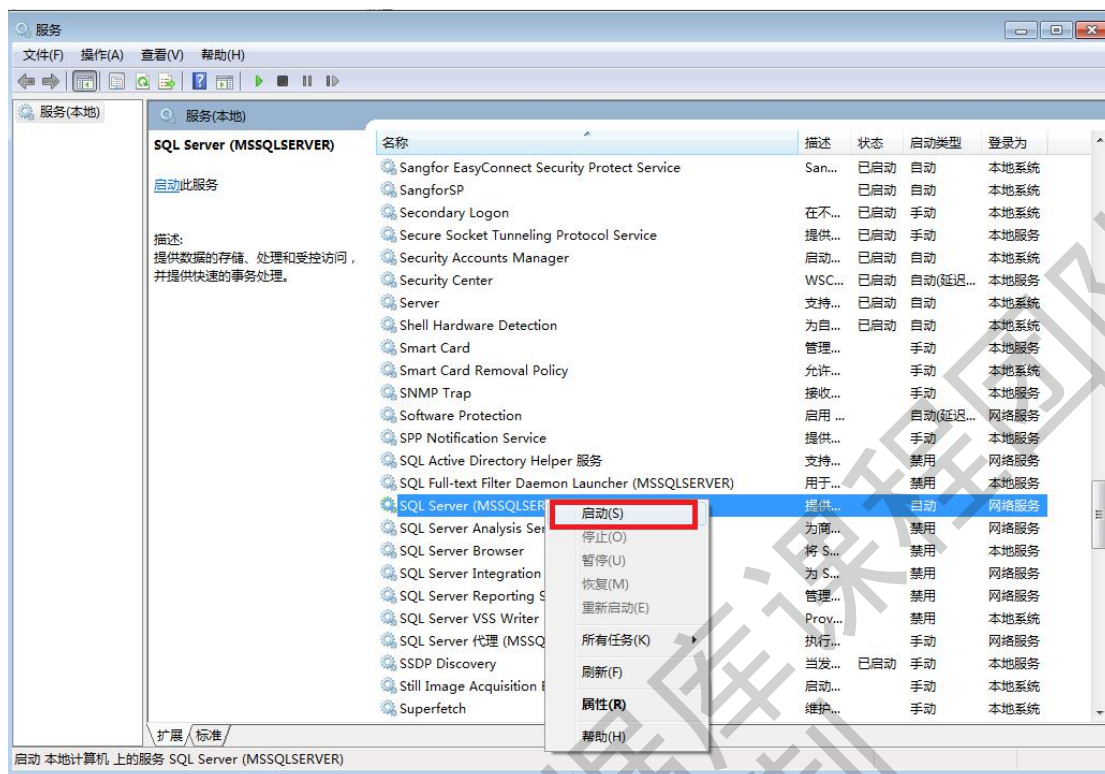 服务
文件(F) 操作(A) 查看(V) 帮助(H)
服务(本地)
服务(本地)
SQL Server (MSSQLSERVER)
启动此服务
描述:
提供数据的存储、处理和受控访问，
并提供快速的事务处理。
名称 描述 状态 启动类型 登录为
Sangfor EasyConnect Security Protect Service San... 已启动 自动 本地系统
SangforSP 已启动 自动 本地系统
Secondary Logon 在不... 已启动 手动 本地系统
Secure Socket Tunneling Protocol Service 提供... 已启动 手动 本地服务
Security Accounts Manager 启动... 已启动 自动 本地系统
Security Center WSC... 已启动 自动(延迟... 本地服务
Server 支持... 已启动 自动 本地系统
Shell Hardware Detection 为自... 已启动 自动 本地系统
Smart Card 管理... 手动 本地服务
Smart Card Removal Policy 允许... 手动 本地系统
SNMP Trap 接收... 手动 本地服务
Software Protection 启用 ... 自动(延迟... 网络服务
SPP Notification Service 提供... 手动 本地服务
SQL Active Directory Helper 服务 支持... 禁用 网络服务
SQL Full-text Filter Daemon Launcher (MSSQLSERVER) 用于... 禁用 本地服务
SQL Server (MSSQLSER 提供... 自动 网络服务
SQL Server Analysis Ser 为商... 禁用 网络服务
SQL Server Browser 将 S... 禁用 本地服务
SQL Server Integration 为 S... 禁用 网络服务
SQL Server Reporting S 管理... 禁用 网络服务
SQL Server VSS Writer Prov... 禁用 本地系统
SQL Server 代理 (MSSQ 执行... 手动 网络服务
SSDP Discovery 当发... 已启动 手动 本地服务
Still Image Acquisition E 启动... 手动 本地系统
Superfetch 维护... 手动 本地系统
启动(S)
停止(O)
暂停(U)
恢复(M)
重新启动(E)
所有任务(K)
刷新(F)
属性(R)
帮助(H)
扩展 标准
启动 本地计算机 上的服务 SQL Server (MSSQLSERVER)
据库课程团队